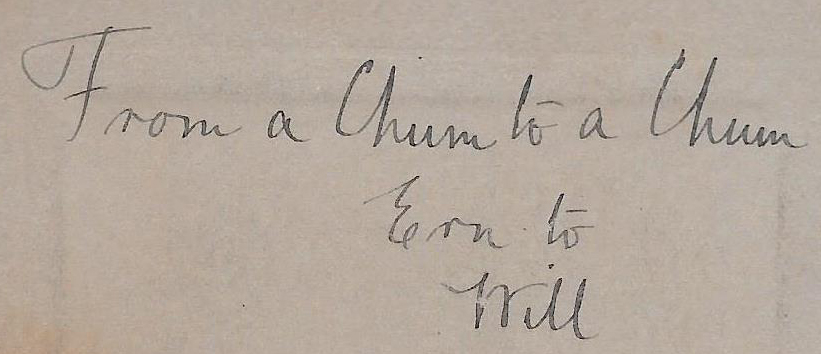 From a Chum to a Chum
Ern to
Will